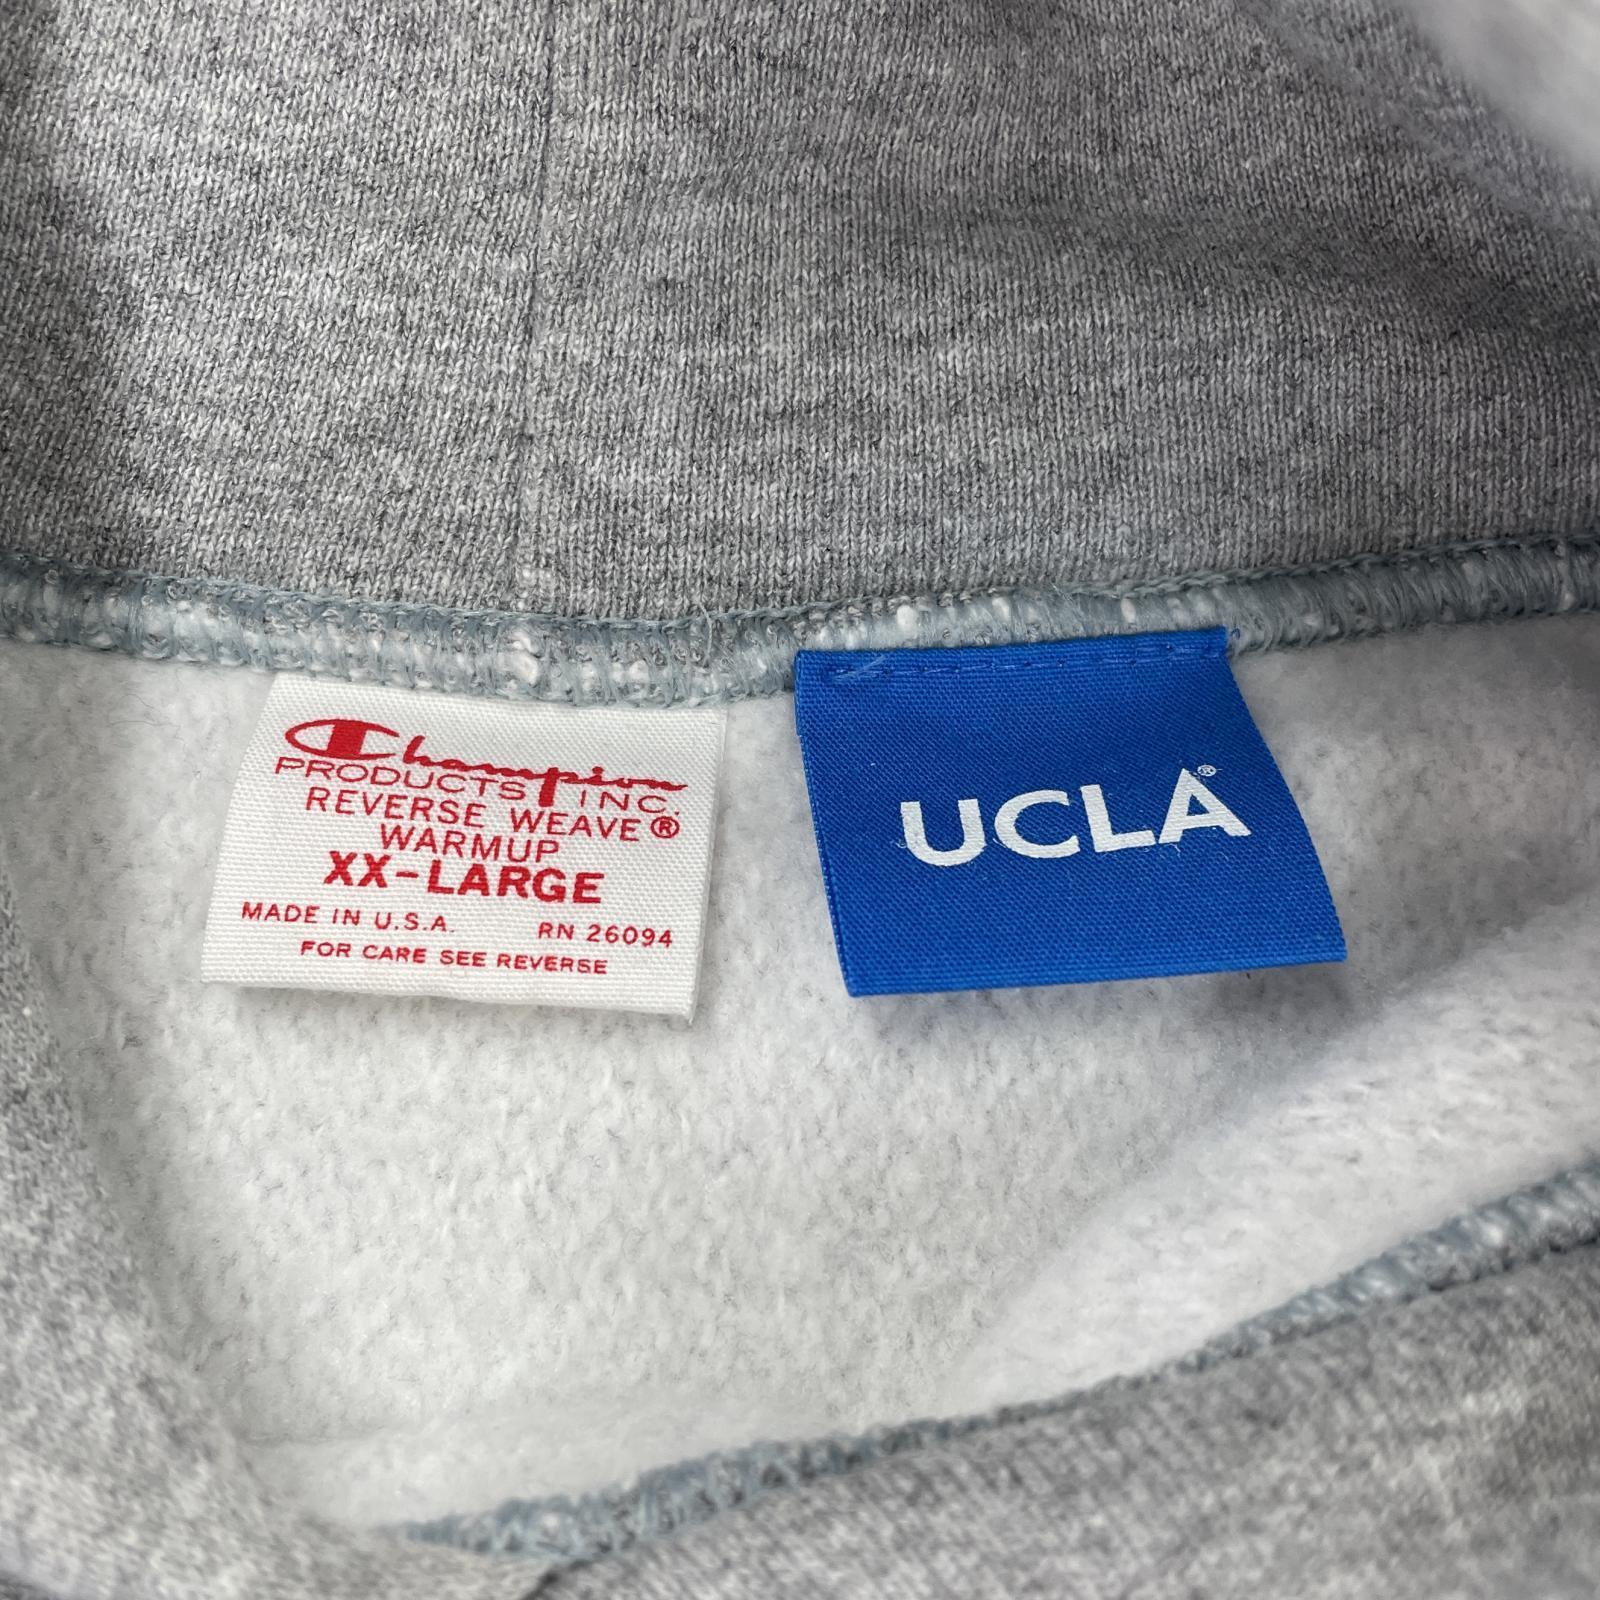 Champion
PRODUCTS INC.
REVERSE WEAVE®
WARMUP
XX-LARGE
MADE IN U.S.A. RN 26094
FOR CARE SEE REVERSE
UCLA®